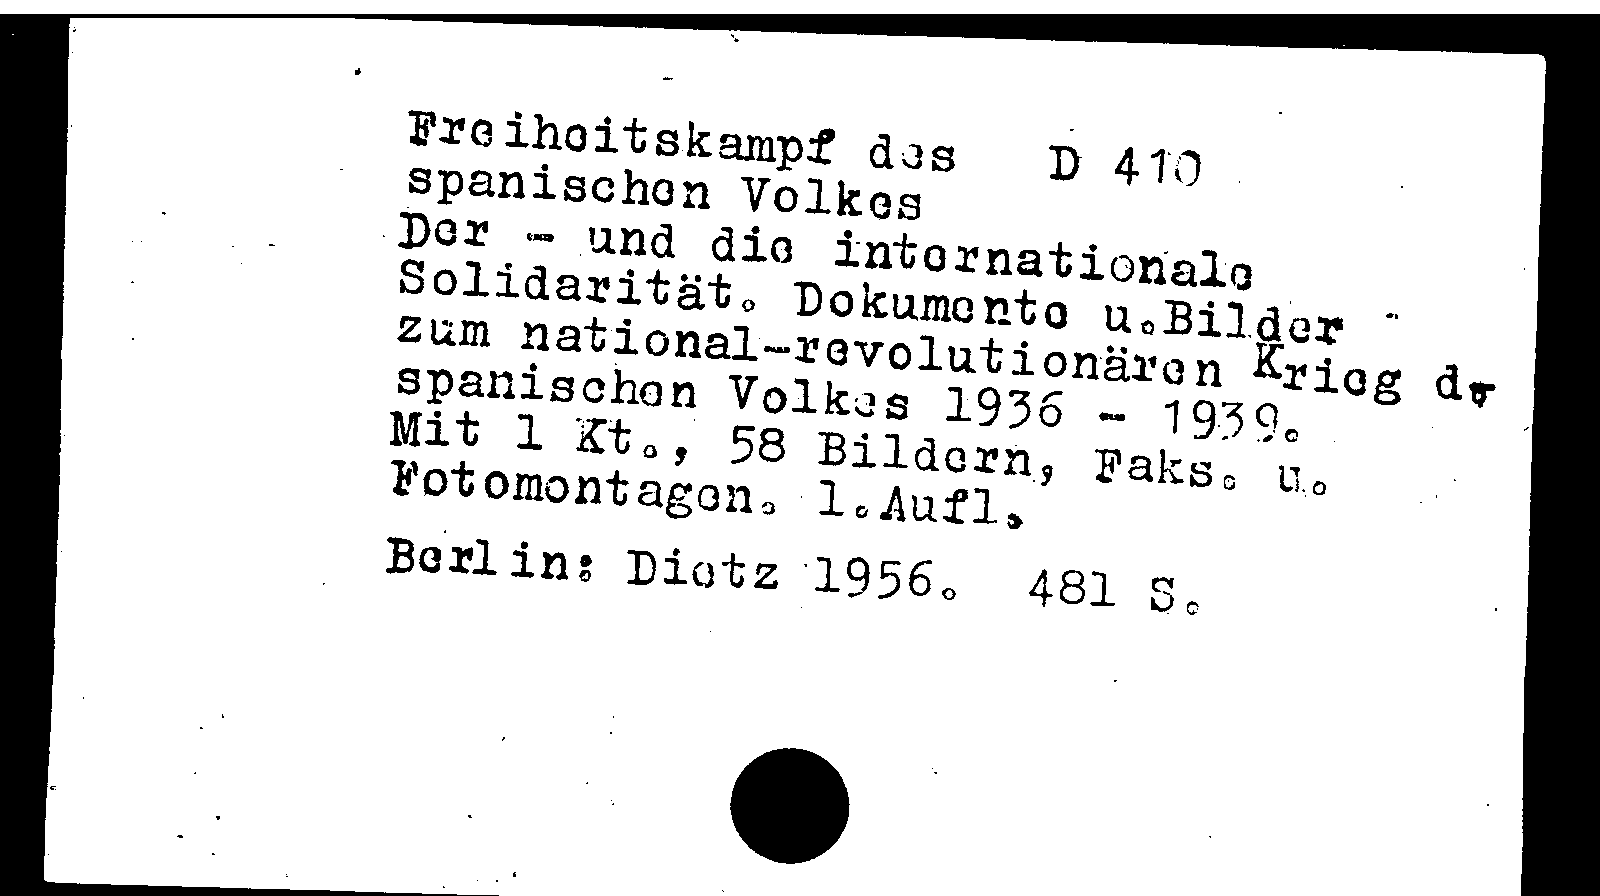 Freiheitskampf des D 410
spanischen Volkes
Der - und die internationale
Solidarität. Dokumente u.Bilder
zum national-revolutionären Krieg d.
spanischen Volkes 1936 - 1939.
Mit 1 Kt., 58 Bildern, Faks. u.
Fotomontagen. 1.Aufl.
Berlin: Dietz 1956. 481 S.